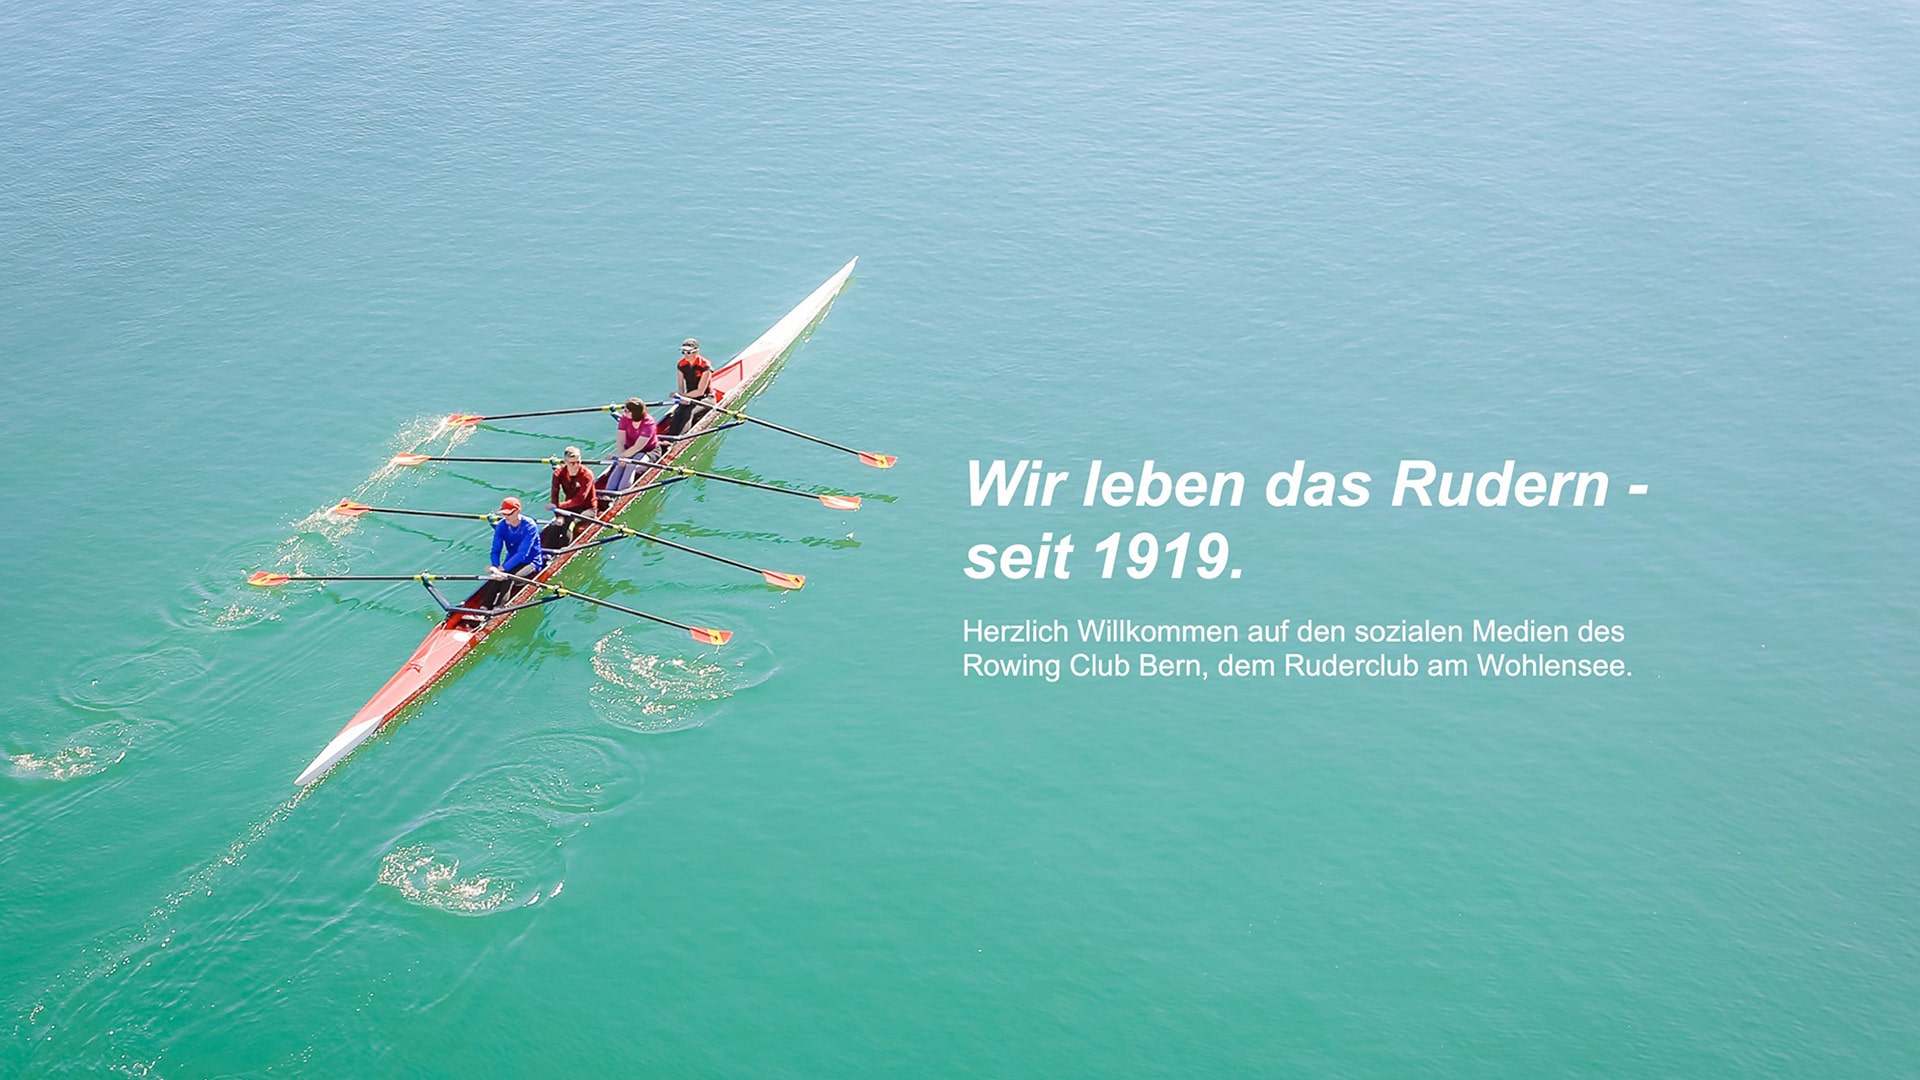 Wir leben das Rudern -
seit 1919.
Herzlich Willkommen auf den sozialen Medien des
Rowing Club Bern, dem Ruderclub am Wohlensee.